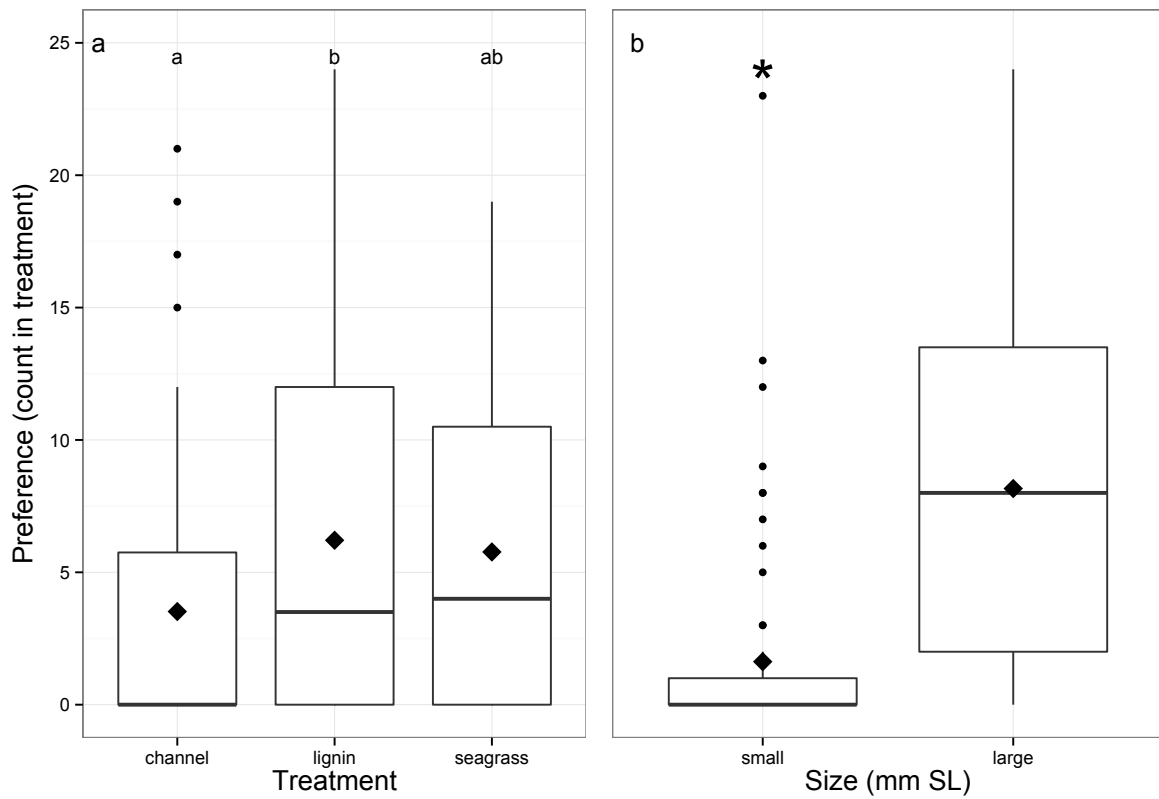 a
a b ab
25
20
15
10
5
0
Preference (count in treatment)
channel lignin seagrass
Treatment
b
*
small large
Size (mm SL)